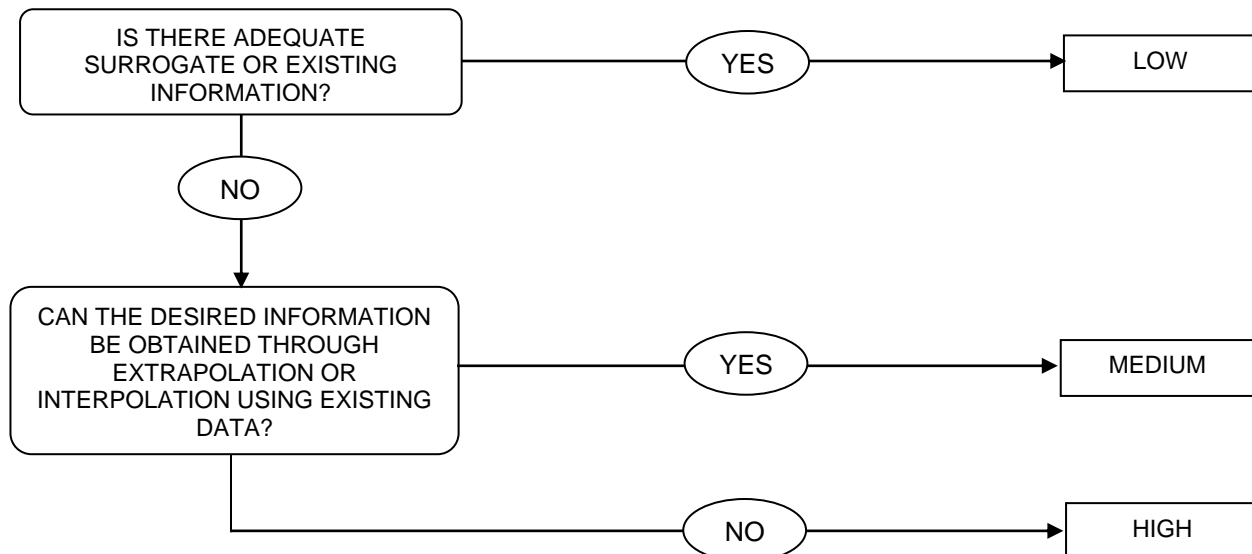 IS THERE ADEQUATE
SURROGATE OR EXISTING
INFORMATION?
YES
LOW
NO
CAN THE DESIRED INFORMATION
BE OBTAINED THROUGH
EXTRAPOLATION OR
INTERPOLATION USING EXISTING
DATA?
YES
MEDIUM
NO
HIGH